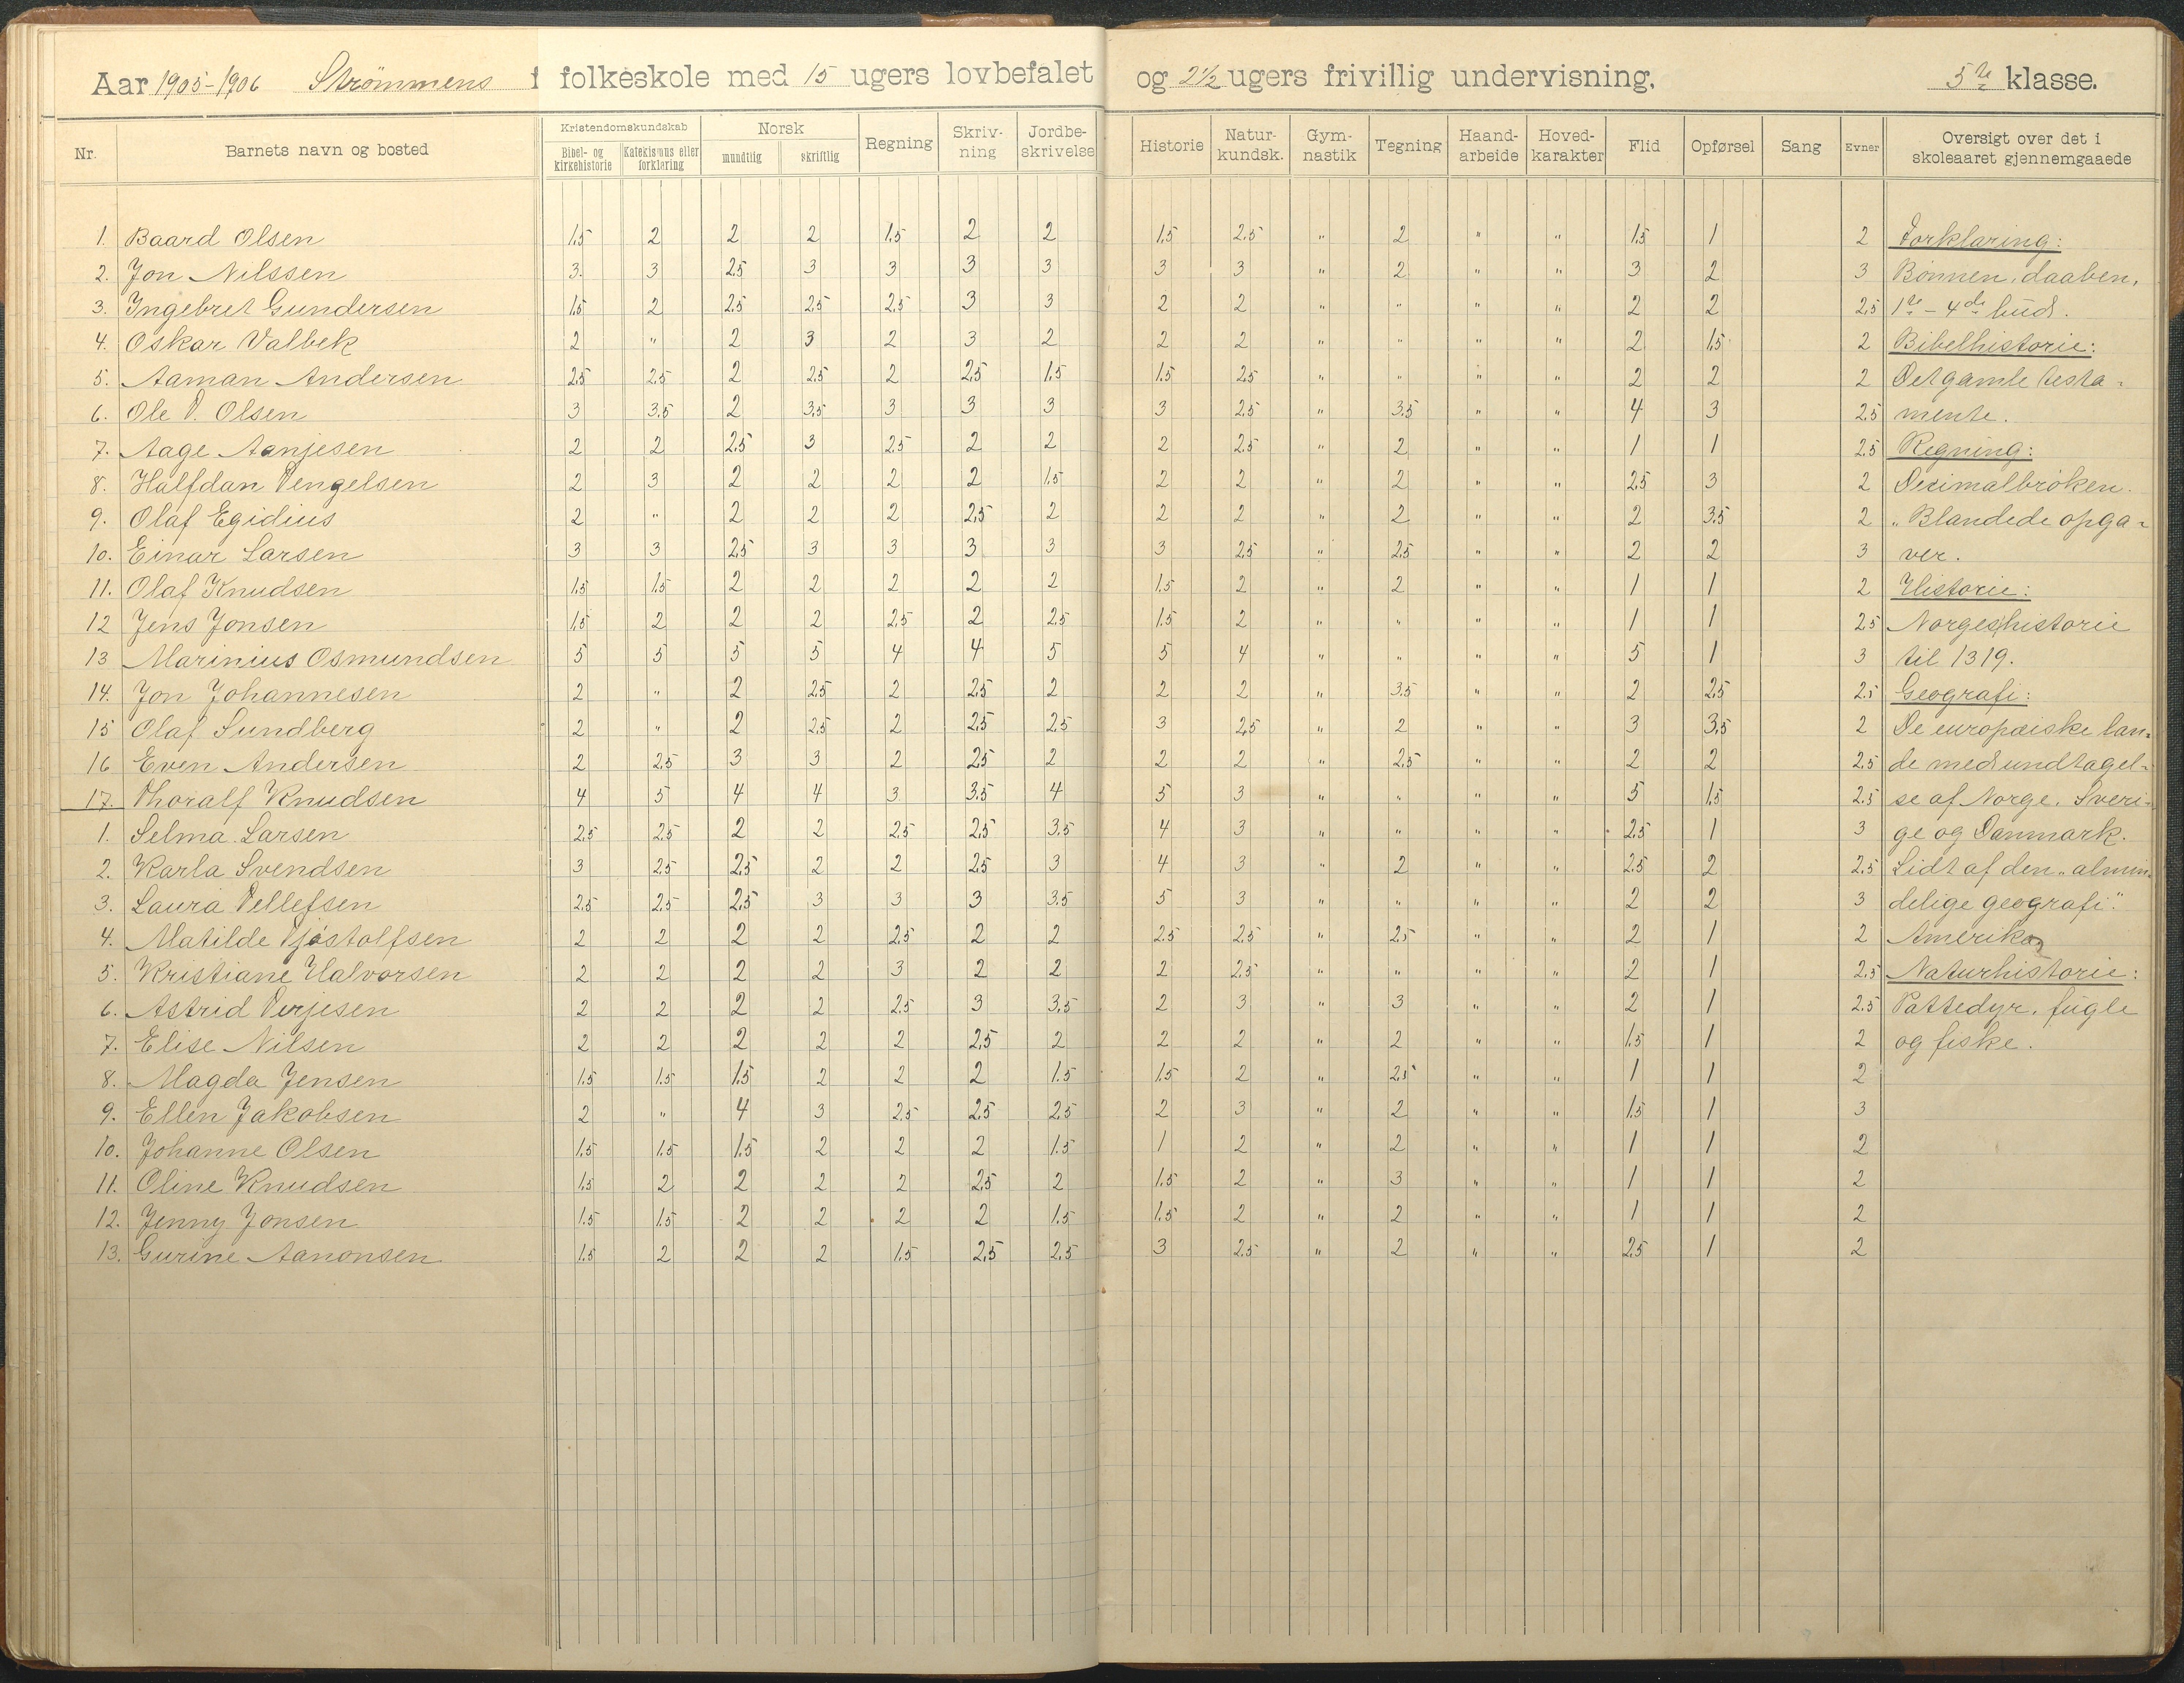 Aar 1905-1906 Strømmens folkeskole med 15 ugers lovbefalet og 2 1/2 ugers frivillig undervisning. 5te klasse.
Nr. Barnets navn og bosted Kristendomskundskab Bibel- og kirkehistorie Katekismus eller forklaring Norsk mundtlig skriftlig Regning Skriv-ning Jordbe-skrivelse Historie Natur-kundsk. Gym-nastik Tegning Haand-arbeide Hoved-karakter Flid Opførsel Sang Evner Oversigt over det i skoleaaret gjennemgaaede
1. Baard Olsen 1.5 2 2 2 1.5 2 2 1.5 2.5 " 2 " " 1.5 1 2 Forklaring:
2. Jon Nilssen 3. 3 2.5 3 3 3 3 3 3 " 2 " " 3 2 3 Bønnen, daaben,
3. Ingebret Gundersen 1.5 2 2.5 2.5 2.5 3 3 2 2 " " " " 2 2 2.5 1te - 4de bud.
4. Oskar Valbek 2 " 2 3 2 3 2 2 2 " " " " 2 1.5 2 Bibelhistorie:
5. Aaman Andersen 2.5 2.5 2 2.5 2 2.5 1.5 1.5 2.5 " " " " 2 2 2 Det gamle testa-
6. Ole T. Olsen 3 3.5 2 3.5 3 3 3 3 2.5 " 3.5 " " 4 3 2.5 mente.
7. Aage Aanjesen 2 2 2.5 3 2.5 2 2 2 2.5 " 2 " " 1 1 2.5 Regning:
8. Halfdan Tengelsen 2 3 2 2 2 2 1.5 2 2 " 2 " " 2.5 3 2 Decimalbrøken.
9. Olaf Egidius 2 " 2 2 2 2.5 2 2 2 " 2 " " 2 3.5 2 "Blandede opga-
10. Einar Larsen 3 3 2.5 3 3 3 3 3 2.5 " 2.5 " " 2 2 3 ver.
11. Olaf Knudsen 1.5 1.5 2 2 2 2 2 1.5 2 " 2 " " 1 1 2 Historie:
12 Jens Jonsen 1.5 2 2 2 2.5 2 2.5 1.5 2 " " " " 1 1 2.5 Norgeshistorie
13 Marinius Osmundsen 5 5 5 5 4 4 5 5 4 " " " " 5 1 3 til 1319.
14. Jon Johannesen 2 " 2 2.5 2 2.5 2 2 2 " 3.5 " " 2 2.5 2.5 Geografi:
15 Olaf Sundberg 2 " 2 2.5 2 2.5 2.5 3 2.5 " 2 " " 3 3.5 2 De europæiske lan-
16 Even Andersen 2 2.5 3 3 2 2.5 2 2 2 " 2.5 " " 2 2 2.5 de med undtagel-
17. Thoralf Knudsen 4 5 4 4 3 3.5 4 5 3 " " " " 5 1.5 2.5 se af Norge, Sveri-
1. Selma Larsen 2.5 2.5 2 2 2.5 2.5 3.5 4 3 " " " " 2.5 1 3 ge og Danmark.
2. Karla Svendsen 3 2.5 2.5 2 2 2.5 3 4 3 " 2 " " 2.5 2 2.5 Lidt af den "almin-
3. Laura Tellefsen 2.5 2.5 2.5 3 3 3 3.5 5 3 " " " " 2 2 3 delige geografi".
4. Matilde Tjøstolfsen 2 2 2 2 2.5 2 2 2.5 2.5 " 2.5 " " 2 1 2 Amerika
5. Kristiane Halvorsen 2 2 2 2 3 2 2 2 2.5 " " " " 2 1 2.5 Naturhistorie:
6. Astrid Terjesen 2 2 2 2 2.5 3 3.5 2 3 " 3 " " 2 1 2.5 Pattedyr, fugle
7. Elise Nilsen 2 2 2 2 2 2.5 2 2 2 " 2 " " 1.5 1 2 og fiske.
8. Magda Jensen 1.5 1.5 1.5 2 2 2 1.5 1.5 2 " 2.5 " " 1 1 2
9. Ellen Jakobsen 2 " 4 3 2.5 2.5 2.5 2 3 " 2 " " 1.5 1 3
10. Johanne Olsen 1.5 1.5 1.5 2 2 2 1.5 1 2 " 2 " " 1 1 2
11. Oline Knudsen 1.5 2 2 2 2 2.5 2 1.5 2 " 3 " " 1 1 2
12. Jenny Jonsen 1.5 1.5 2 2 2 2 1.5 1.5 2 " 2 " " 1 1 2
13. Gurine Aanonsen 1.5 2 2 2 1.5 2.5 2.5 3 2.5 " 2 " " 2.5 1 2